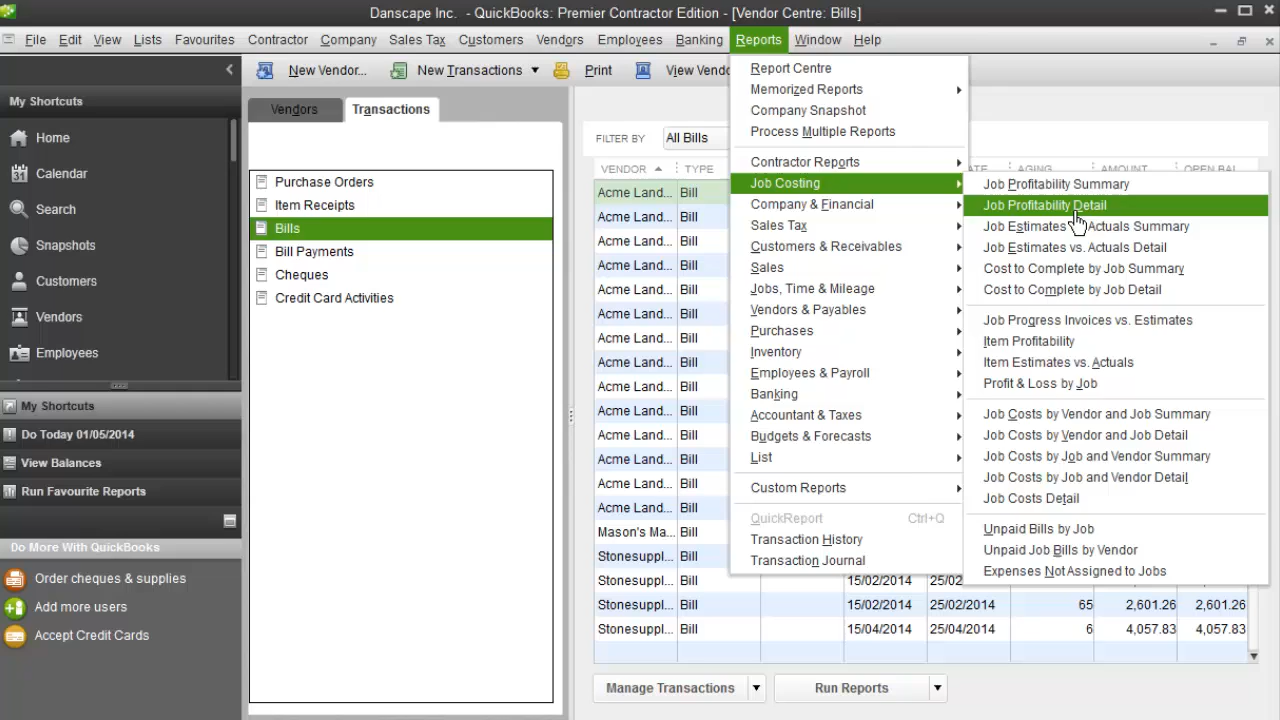 Danscape Inc. - QuickBooks: Premier Contractor Edition - [Vendor Centre: Bills]
File Edit View Lists Favourites Contractor Company Sales Tax Customers Vendors Employees Banking Reports Window Help
My Shortcuts
Home
Calendar
Search
Snapshots
Customers
Vendors
Employees
My Shortcuts
Do Today 01/05/2014
View Balances
Run Favourite Reports
Do More With QuickBooks
Order cheques & supplies
Add more users
Accept Credit Cards
New Vendor... New Transactions Print View
Vendors Transactions
Purchase Orders
Item Receipts
Bills
Bill Payments
Cheques
Credit Card Activities
FILTER BY All Bills
VENDOR TYPE AGING AMOUNT OPEN BAL
Acme Land... Bill
Acme Land... Bill
Acme Land... Bill
Acme Land... Bill
Acme Land... Bill
Acme Land... Bill
Acme Land... Bill
Acme Land... Bill
Acme Land... Bill
Acme Land... Bill
Acme Land... Bill
Acme Land... Bill
Acme Land... Bill
Acme Land... Bill
Mason's Ma... Bill
Stonesuppl... Bill
Stonesuppl... Bill 15/02/2014 25/02/2014
Stonesuppl... Bill 15/02/2014 25/02/2014 65 2,601.26 2,601.26
Stonesuppl... Bill 15/04/2014 25/04/2014 6 4,057.83 4,057.83
Manage Transactions Run Reports
Report Centre
Memorized Reports
Company Snapshot
Process Multiple Reports
Contractor Reports
Job Costing
Company & Financial
Sales Tax
Customers & Receivables
Sales
Jobs, Time & Mileage
Vendors & Payables
Purchases
Inventory
Employees & Payroll
Banking
Accountant & Taxes
Budgets & Forecasts
List
Custom Reports
QuickReport Ctrl+Q
Transaction History
Transaction Journal
Job Profitability Summary
Job Profitability Detail
Job Estimates Actuals Summary
Job Estimates vs. Actuals Detail
Cost to Complete by Job Summary
Cost to Complete by Job Detail
Job Progress Invoices vs. Estimates
Item Profitability
Item Estimates vs. Actuals
Profit & Loss by Job
Job Costs by Vendor and Job Summary
Job Costs by Vendor and Job Detail
Job Costs by Job and Vendor Summary
Job Costs by Job and Vendor Detail
Job Costs Detail
Unpaid Bills by Job
Unpaid Job Bills by Vendor
Expenses Not Assigned to Jobs